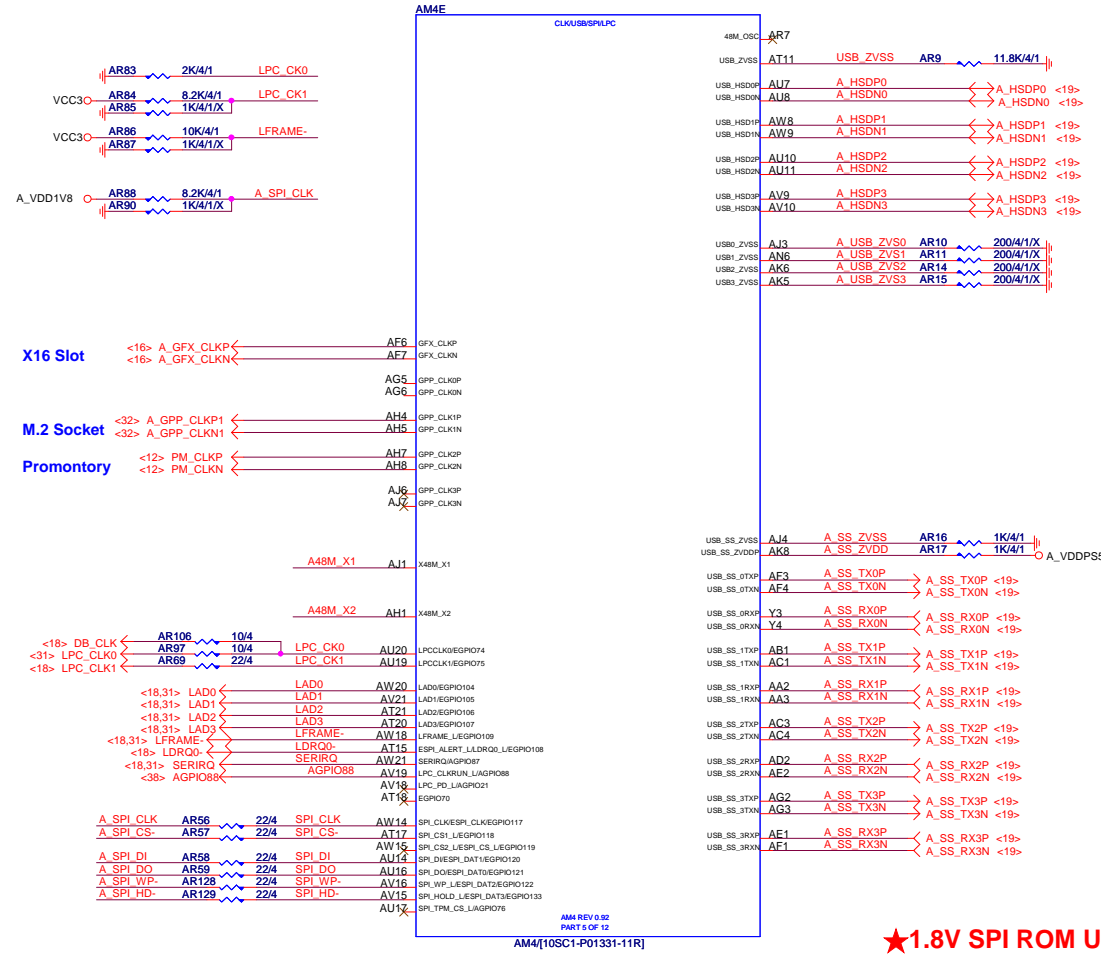 AM4E
CLK/USB/SPI/LPC
48M_OSC AR7
USB_ZVSS AT11 USB_ZVSS AR9 11.8K/4/1
AR83 2K/4/1 LPC_CK0
VCC3 AR84 8.2K/4/1 LPC_CK1
AR85 1K/4/1/X
VCC3 AR86 10K/4/1 LFRAME-
AR87 1K/4/1/X
A_VDD1V8 AR88 8.2K/4/1 A_SPI_CLK
AR90 1K/4/1/X
USB_HSD0P AU7 A_HSDP0 A_HSDP0 <19>
USB_HSD0N AU8 A_HSDN0 A_HSDN0 <19>
USB_HSD1P AW8 A_HSDP1 A_HSDP1 <19>
USB_HSD1N AW9 A_HSDN1 A_HSDN1 <19>
USB_HSD2P AU10 A_HSDP2 A_HSDP2 <19>
USB_HSD2N AU11 A_HSDN2 A_HSDN2 <19>
USB_HSD3P AV9 A_HSDP3 A_HSDP3 <19>
USB_HSD3N AV10 A_HSDN3 A_HSDN3 <19>
USB0_ZVSS AJ3 A_USB_ZVS0 AR10 200/4/1/X
USB1_ZVSS AN6 A_USB_ZVS1 AR11 200/4/1/X
USB2_ZVSS AK6 A_USB_ZVS2 AR14 200/4/1/X
USB3_ZVSS AK5 A_USB_ZVS3 AR15 200/4/1/X
X16 Slot
<16> A_GFX_CLKP AF6 GFX_CLKP
<16> A_GFX_CLKN AF7 GFX_CLKN
AG5 GPP_CLK0P
AG6 GPP_CLK0N
M.2 Socket
<32> A_GPP_CLKP1 AH4 GPP_CLK1P
<32> A_GPP_CLKN1 AH5 GPP_CLK1N
Promontory
<12> PM_CLKP AH7 GPP_CLK2P
<12> PM_CLKN AH8 GPP_CLK2N
AJ6 GPP_CLK3P
AJ7 GPP_CLK3N
A48M_X1 AJ1 X48M_X1
A48M_X2 AH1 X48M_X2
<18> DB_CLK AR106 10/4
<31> LPC_CLK0 AR97 10/4 LPC_CK0 AU20 LPCCLK0/EGPIO74
<18> LPC_CLK1 AR69 22/4 LPC_CK1 AU19 LPCCLK1/EGPIO75
<18,31> LAD0 LAD0 AW20 LAD0/EGPIO104
<18,31> LAD1 LAD1 AV21 LAD1/EGPIO105
<18,31> LAD2 LAD2 AT21 LAD2/EGPIO106
<18,31> LAD3 LAD3 AT20 LAD3/EGPIO107
<18,31> LFRAME- LFRAME- AW18 LFRAME_L/EGPIO109
<18> LDRQ0- LDRQ0- AT15 ESPI_ALERT_L/LDRQ0_L/EGPIO108
<18,31> SERIRQ SERIRQ AW21 SERIRQ/AGPIO87
<38> AGPIO88 AGPIO88 AV19 LPC_CLKRUN_L/AGPIO88
AV18 LPC_PD_L/AGPIO21
AT18 EGPIO70
A_SPI_CLK AR56 22/4 SPI_CLK AW14 SPI_CLK/ESPI_CLK/EGPIO117
A_SPI_CS- AR57 22/4 SPI_CS- AT17 SPI_CS1_L/EGPIO118
AW15 SPI_CS2_L/ESPI_CS_L/EGPIO119
A_SPI_DI AR58 22/4 SPI_DI AU14 SPI_DI/ESPI_DAT1/EGPIO120
A_SPI_DO AR59 22/4 SPI_DO AU16 SPI_DO/ESPI_DAT0/EGPIO121
A_SPI_WP- AR128 22/4 SPI_WP- AV16 SPI_WP_L/ESPI_DAT2/EGPIO122
A_SPI_HD- AR129 22/4 SPI_HD- AV15 SPI_HOLD_L/ESPI_DAT3/EGPIO133
AU17 SPI_TPM_CS_L/AGPIO76
USB_SS_ZVSS AJ4 A_SS_ZVSS AR16 1K/4/1
USB_SS_ZVDDP AK8 A_SS_ZVDD AR17 1K/4/1 A_VDDPS5
USB_SS_0TXP AF3 A_SS_TX0P A_SS_TX0P <19>
USB_SS_0TXN AF4 A_SS_TX0N A_SS_TX0N <19>
USB_SS_0RXP Y3 A_SS_RX0P A_SS_RX0P <19>
USB_SS_0RXN Y4 A_SS_RX0N A_SS_RX0N <19>
USB_SS_1TXP AB1 A_SS_TX1P A_SS_TX1P <19>
USB_SS_1TXN AC1 A_SS_TX1N A_SS_TX1N <19>
USB_SS_1RXP AA2 A_SS_RX1P A_SS_RX1P <19>
USB_SS_1RXN AA3 A_SS_RX1N A_SS_RX1N <19>
USB_SS_2TXP AC3 A_SS_TX2P A_SS_TX2P <19>
USB_SS_2TXN AC4 A_SS_TX2N A_SS_TX2N <19>
USB_SS_2RXP AD2 A_SS_RX2P A_SS_RX2P <19>
USB_SS_2RXN AE2 A_SS_RX2N A_SS_RX2N <19>
USB_SS_3TXP AG2 A_SS_TX3P A_SS_TX3P <19>
USB_SS_3TXN AG3 A_SS_TX3N A_SS_TX3N <19>
USB_SS_3RXP AE1 A_SS_RX3P A_SS_RX3P <19>
USB_SS_3RXN AF1 A_SS_RX3N A_SS_RX3N <19>
AM4 REV 0.92
PART 5 OF 12
AM4/[10SC1-P01331-11R]
★1.8V SPI ROM U